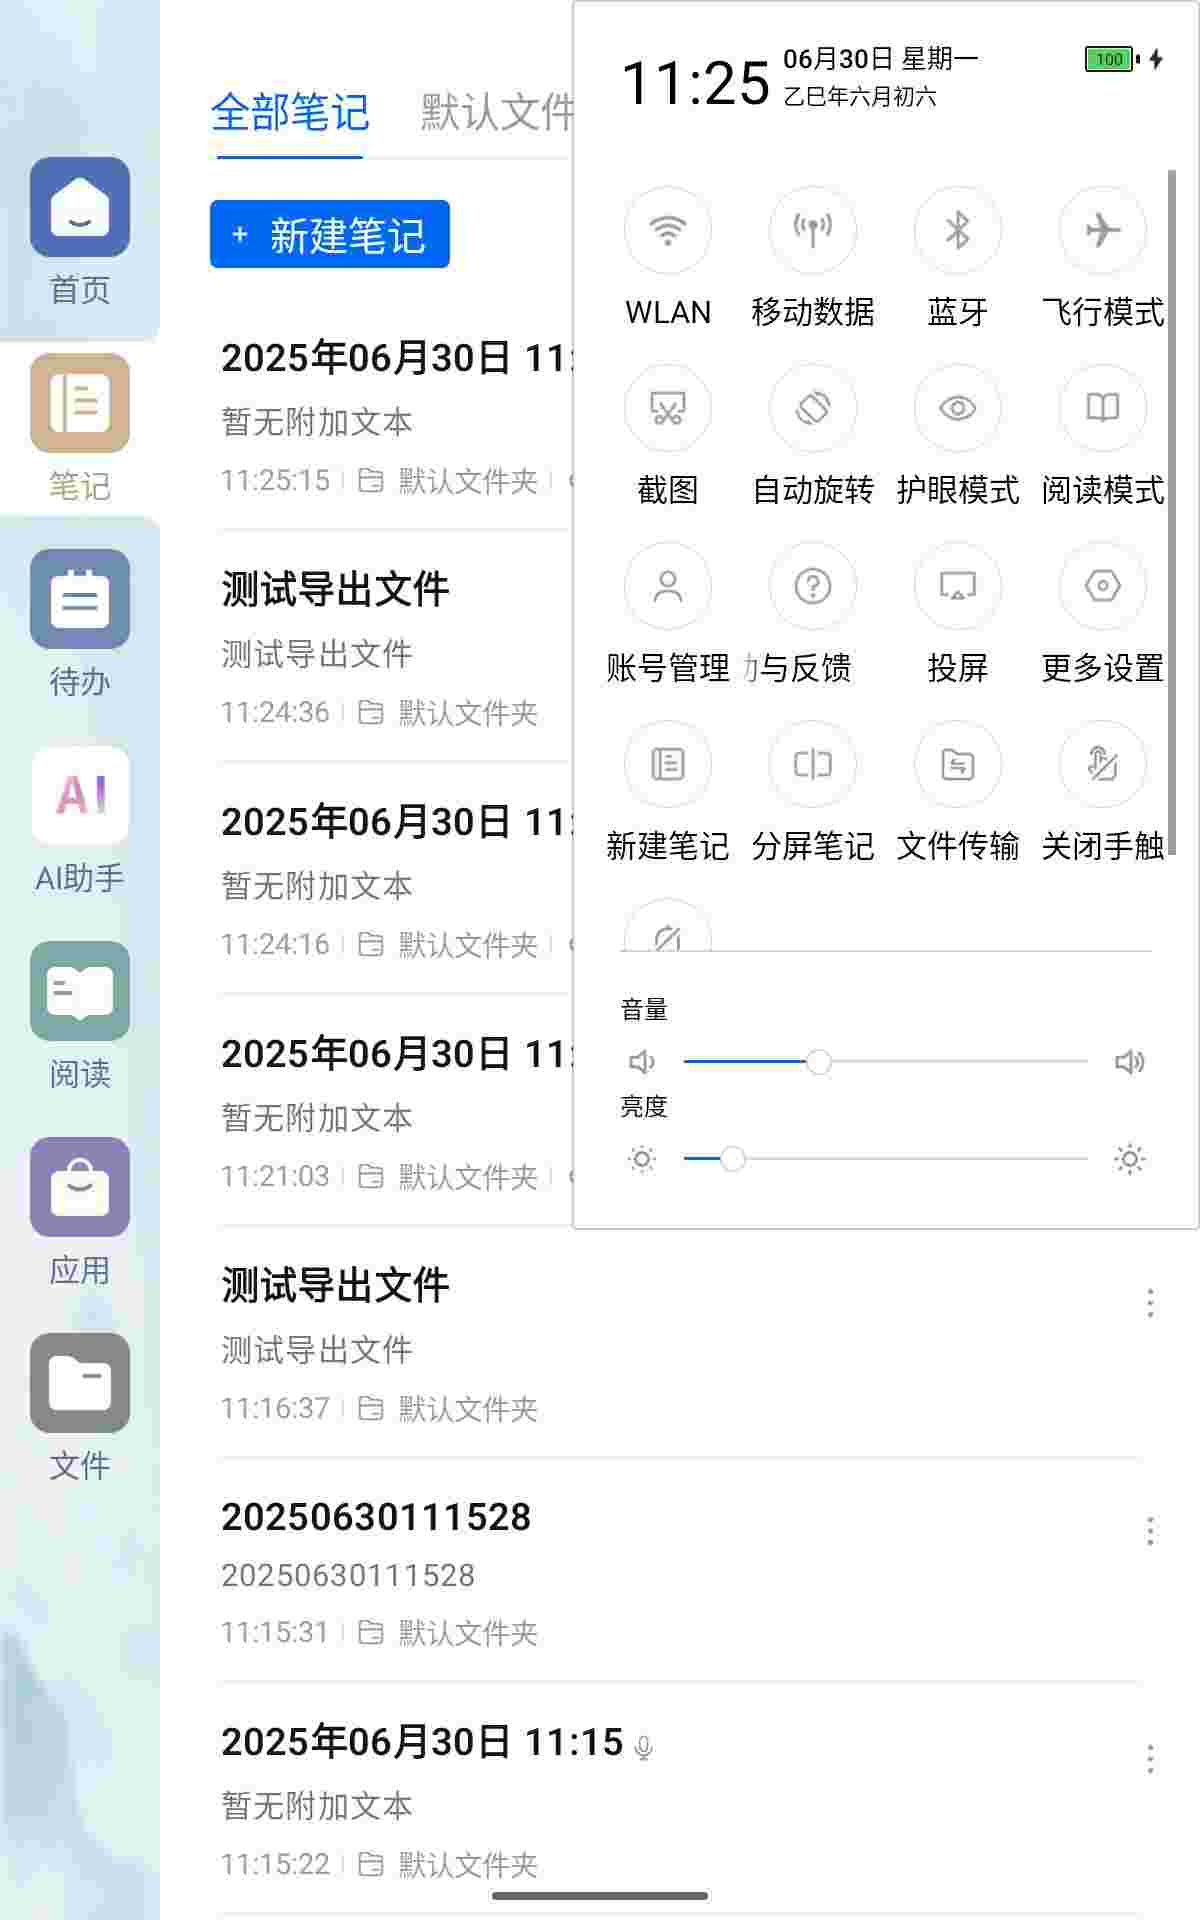 首页
笔记
待办
AI
AI助手
阅读
应用
文件
全部笔记
默认文件
+ 新建笔记
2025年06月30日 11:
暂无附加文本
11:25:15
默认文件夹
测试导出文件
测试导出文件
11:24:36
默认文件夹
2025年06月30日 11:
暂无附加文本
11:24:16
默认文件夹
2025年06月30日 11:
暂无附加文本
11:21:03
默认文件夹
测试导出文件
测试导出文件
11:16:37
默认文件夹
20250630111528
20250630111528
11:15:31
默认文件夹
2025年06月30日 11:15
暂无附加文本
11:15:22
默认文件夹
11:25
06月30日 星期一
乙巳年六月初六
100
WLAN
移动数据
蓝牙
飞行模式
截图
自动旋转
护眼模式
阅读模式
账号管理
与反馈
投屏
更多设置
新建笔记
分屏笔记
文件传输
关闭手触
音量
亮度